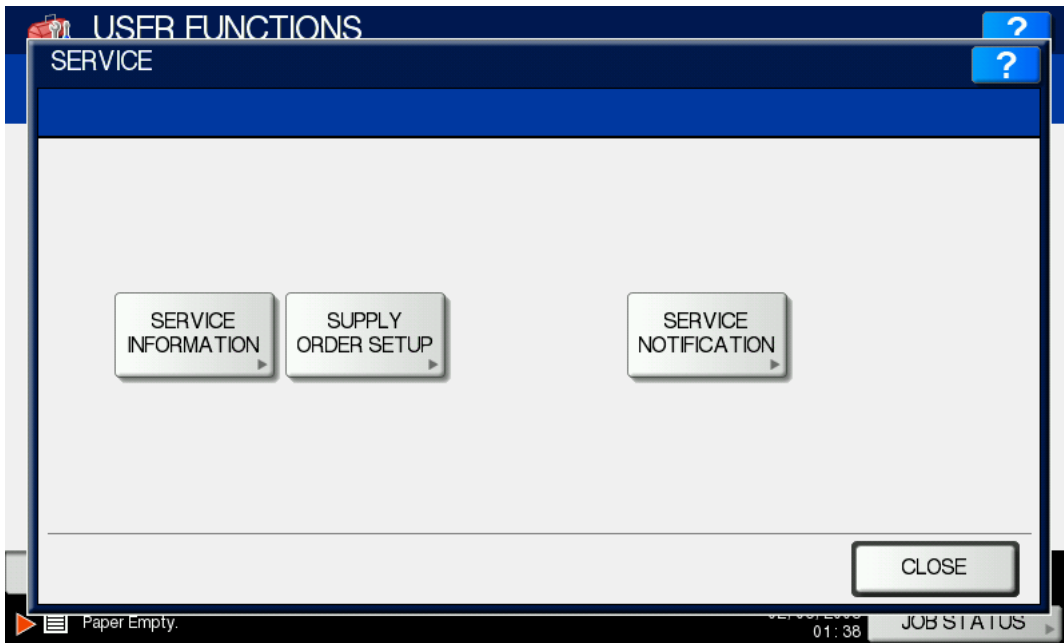 USER FUNCTIONS
?
SERVICE
?
SERVICE
INFORMATION
SUPPLY
ORDER SETUP
SERVICE
NOTIFICATION
CLOSE
Paper Empty.
01:38
JOB STATUS